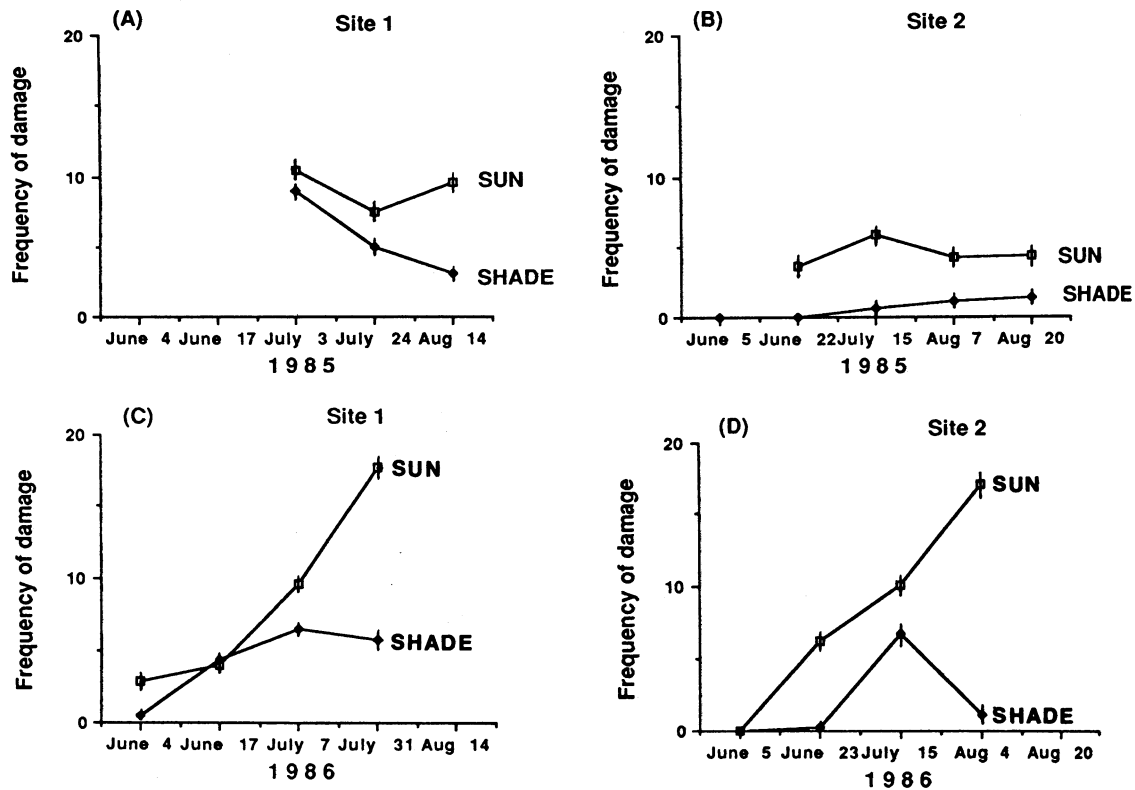 (A) Site 1
20
10
0
Frequency of damage
SUN
SHADE
June 4 June 17 July 3 July 24 Aug 14
1985
(B) Site 2
20
10
0
Frequency of damage
SUN
SHADE
June 5 June 22July 15 Aug 7 Aug 20
1985
(C) Site 1
20
10
0
Frequency of damage
SUN
SHADE
June 4 June 17 July 7 July 31 Aug 14
1986
(D) Site 2
20
10
0
Frequency of damage
SUN
SHADE
June 5 June 23July 15 Aug 4 Aug 20
1986